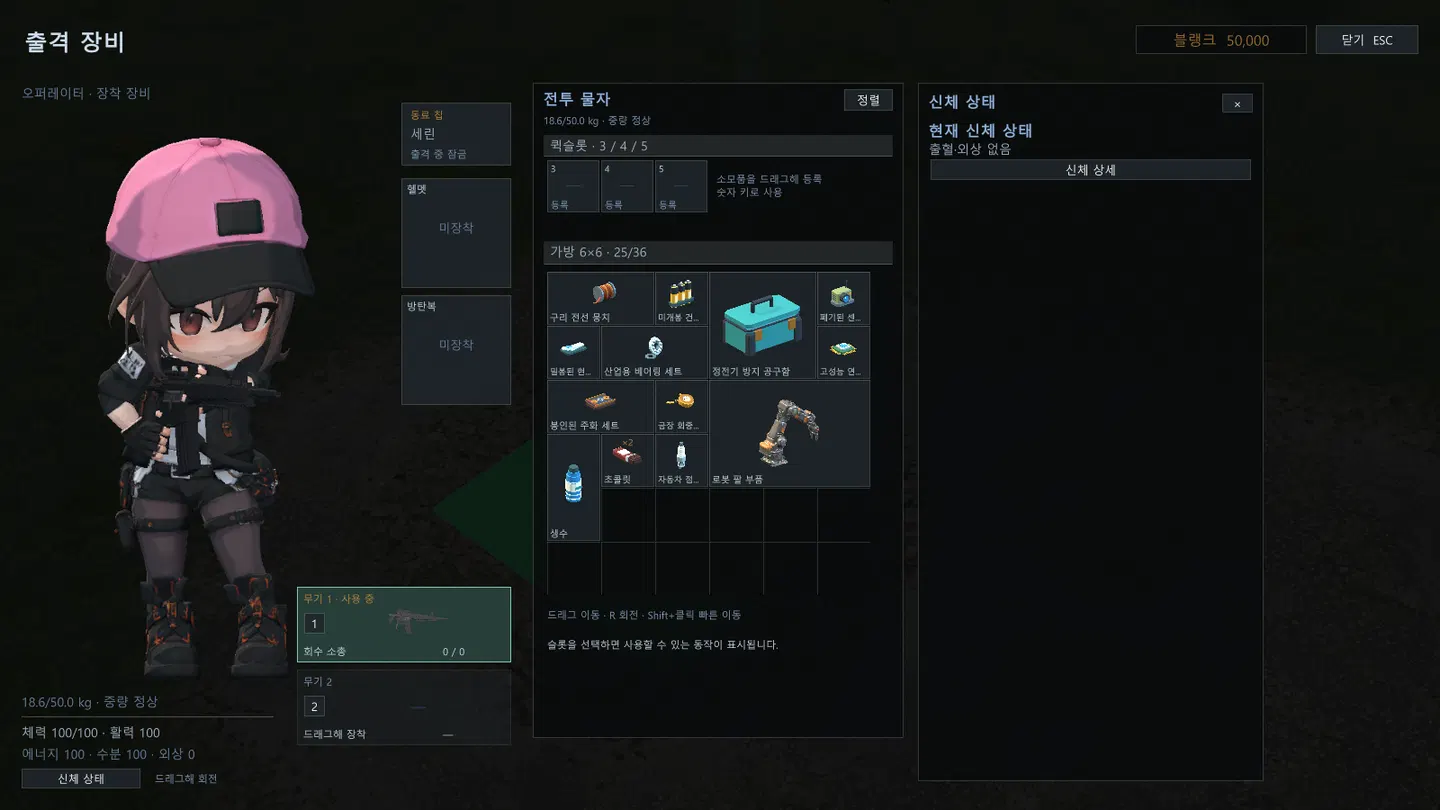 출격 장비
블랭크 50,000
닫기 ESC
오퍼레이터 · 장착 장비
동료 칩
세린
출격 중 잠금
헬멧
미장착
방탄복
미장착
무기 1 · 사용 중
1
회수 소총
0 / 0
무기 2
2
드래그해 장착
18.6/50.0 kg · 중량 정상
체력 100/100 · 활력 100
에너지 100 · 수분 100 · 외상 0
신체 상태
드래그해 회전
전투 물자
정렬
18.6/50.0 kg · 중량 정상
퀵슬롯 · 3 / 4 / 5
3
등록
4
등록
5
등록
소모품을 드래그해 등록
숫자 키로 사용
가방 6×6 · 25/36
구리 전선 뭉치
미개봉 건...
정전기 방지 공구함
폐기된 센...
밀봉된 현...
산업용 베어링 세트
고성능 연...
봉인된 주화 세트
금장 회중...
로봇 팔 부품
생수
×2
초콜릿
자동차 점...
드래그 이동 · R 회전 · Shift+클릭 빠른 이동
슬롯을 선택하면 사용할 수 있는 동작이 표시됩니다.
신체 상태
×
현재 신체 상태
출혈·외상 없음
신체 상세